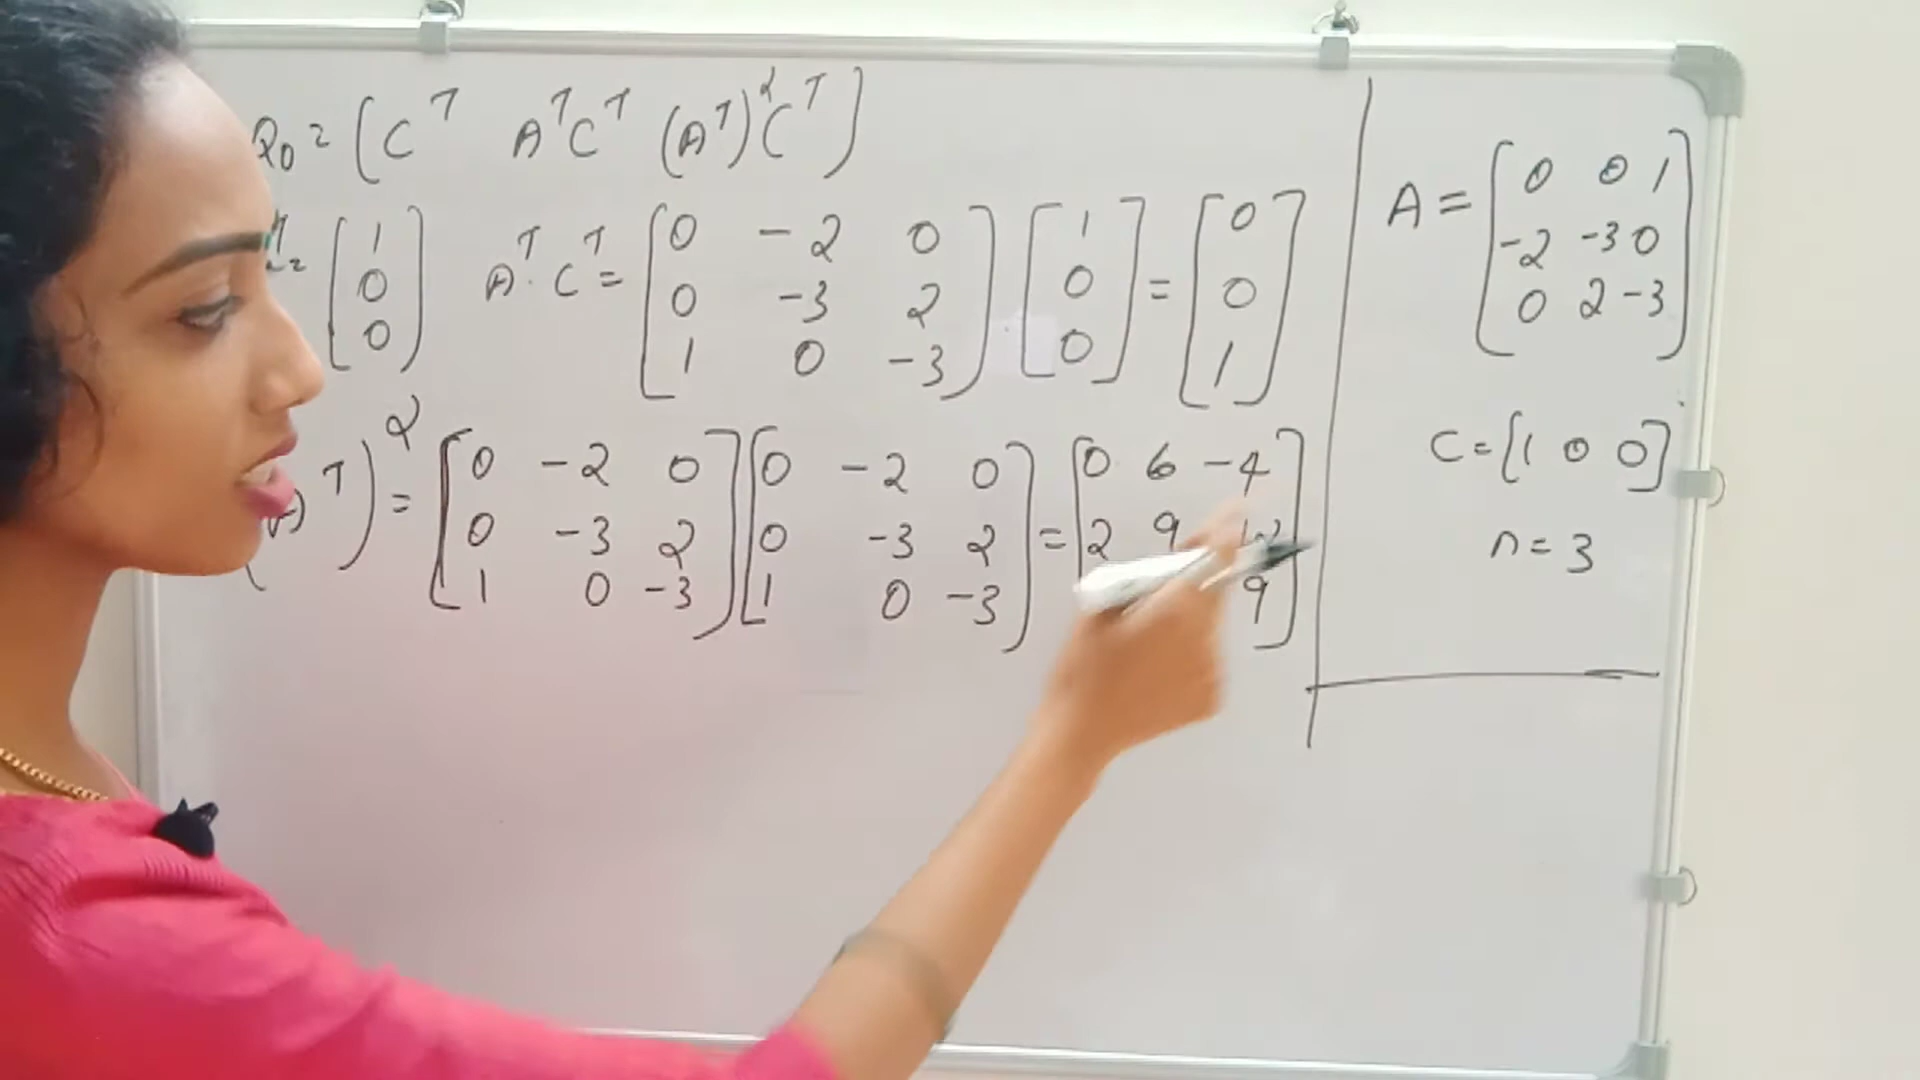 Q0 = [ C^T A^T C^T (A^T)^2 C^T ]
= [ 1 A^T . C^T = [ 0 -2 0 ] [ 1 ] = [ 0 ]
0 0 -3 2 0 0
0 ] 1 0 -3 0 1
(A^T)^2 = [ 0 -2 0 ] [ 0 -2 0 ] = [ 0 6 -4 ]
0 -3 2 0 -3 2 2 9
1 0 -3 1 0 -3 9
A = [ 0 0 1
-2 -3 0
0 2 -3 ]
C = [1 0 0]
n = 3